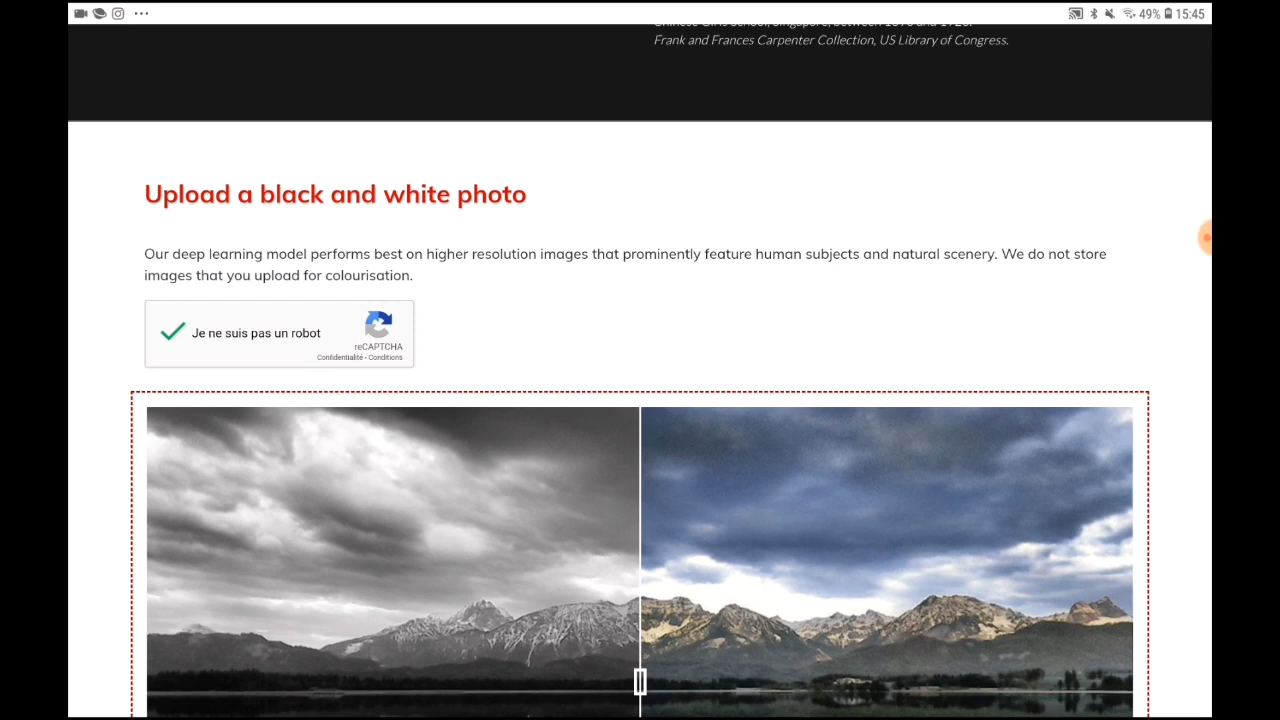 49% 15:45
Frank and Frances Carpenter Collection, US Library of Congress.
Upload a black and white photo
Our deep learning model performs best on higher resolution images that prominently feature human subjects and natural scenery. We do not store
images that you upload for colourisation.
Je ne suis pas un robot
reCAPTCHA
Confidentialité - Conditions